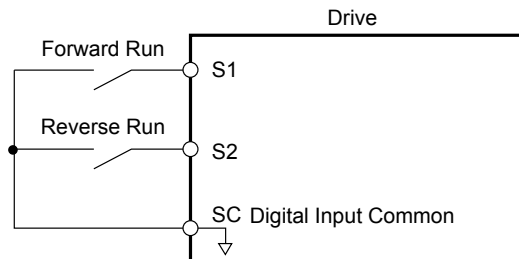 Drive
Forward Run
S1
Reverse Run
S2
SC Digital Input Common